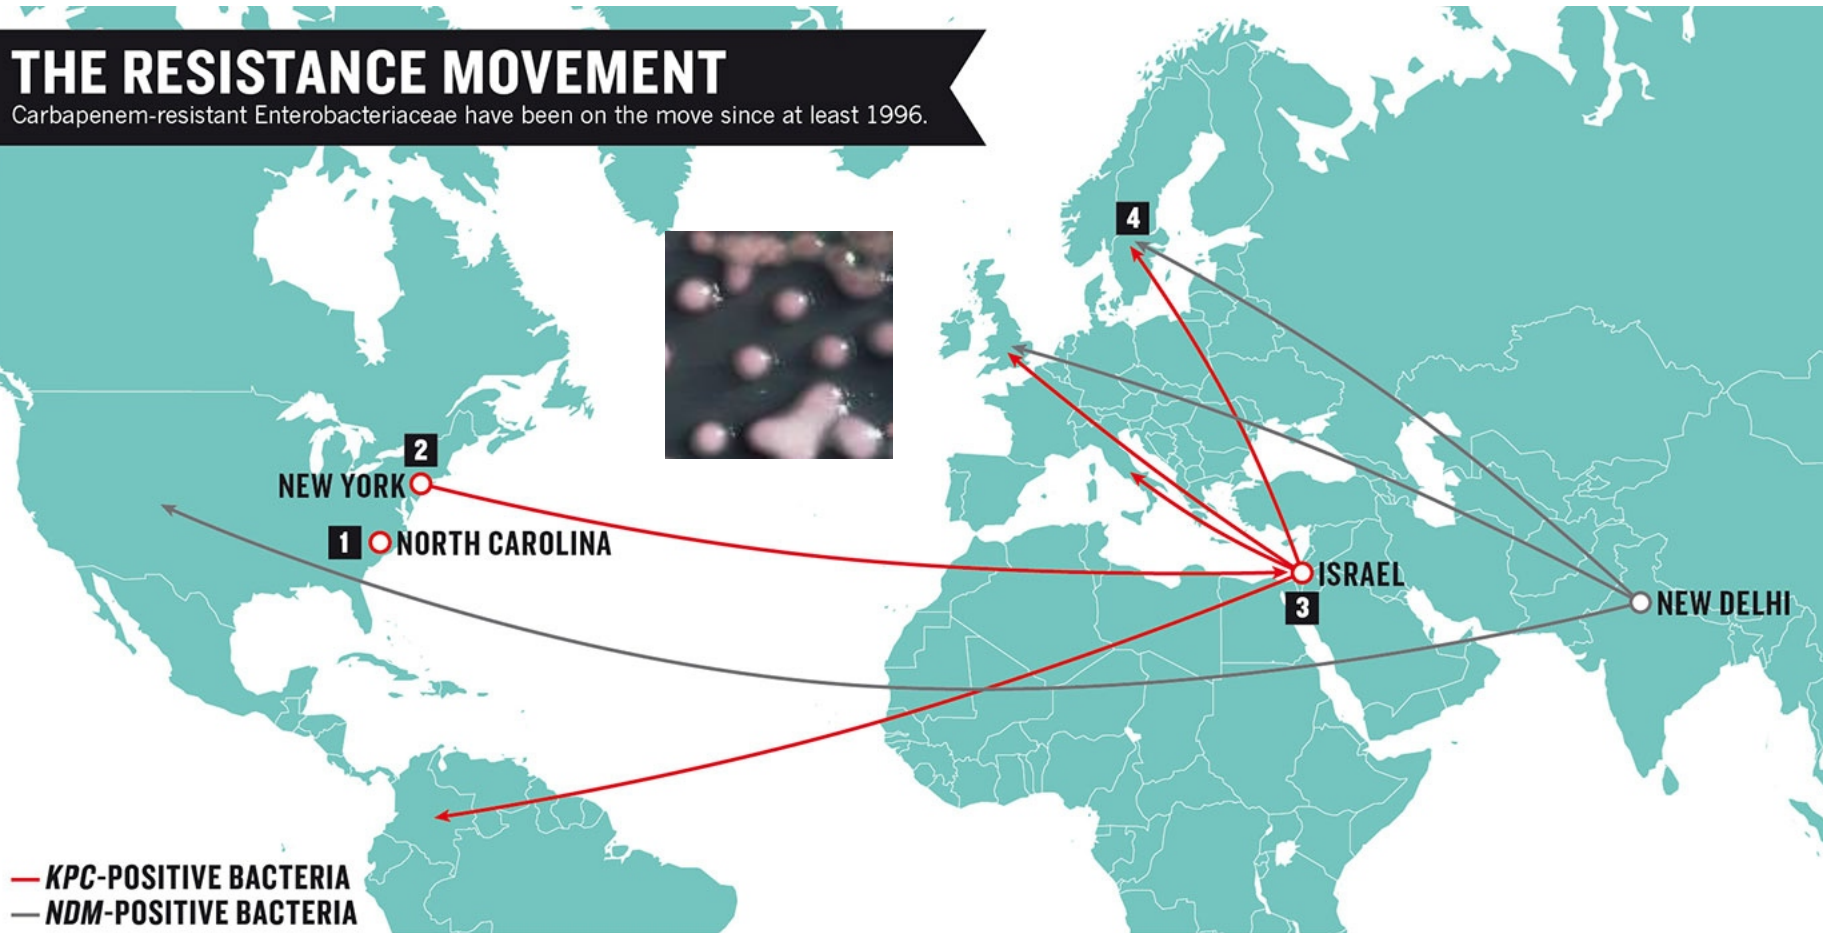 THE RESISTANCE MOVEMENT
Carbapenem-resistant Enterobacteriaceae have been on the move since at least 1996.
4
2
NEW YORK
1 NORTH CAROLINA
ISRAEL
3
NEW DELHI
KPC-POSITIVE BACTERIA
NDM-POSITIVE BACTERIA